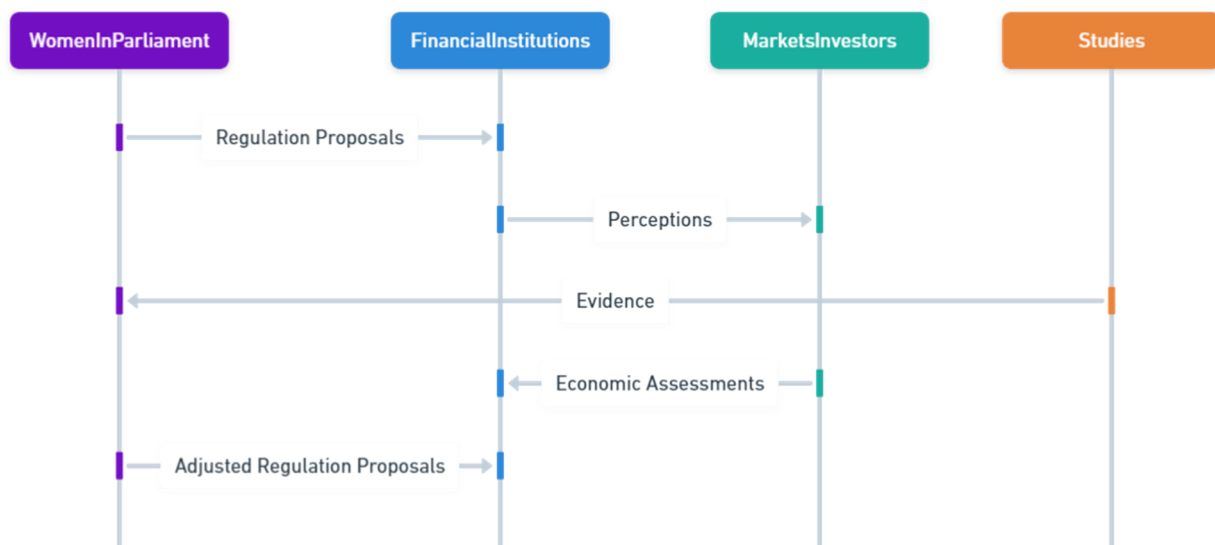 WomenInParliament
FinancialInstitutions
MarketsInvestors
Studies
Regulation Proposals
Perceptions
Evidence
Economic Assessments
Adjusted Regulation Proposals